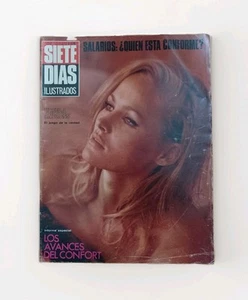 SIETE
DIAS
ILUSTRADOS
SALARIOS: ¿QUIEN ESTA CONFORME?
LOS
AVANCES
DEL CONFORT